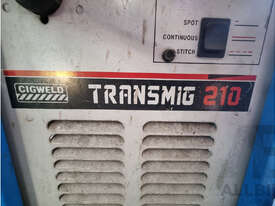 SPOT
CONTINUOUS
STITCH
CIGWELD
TRANSMIG 210